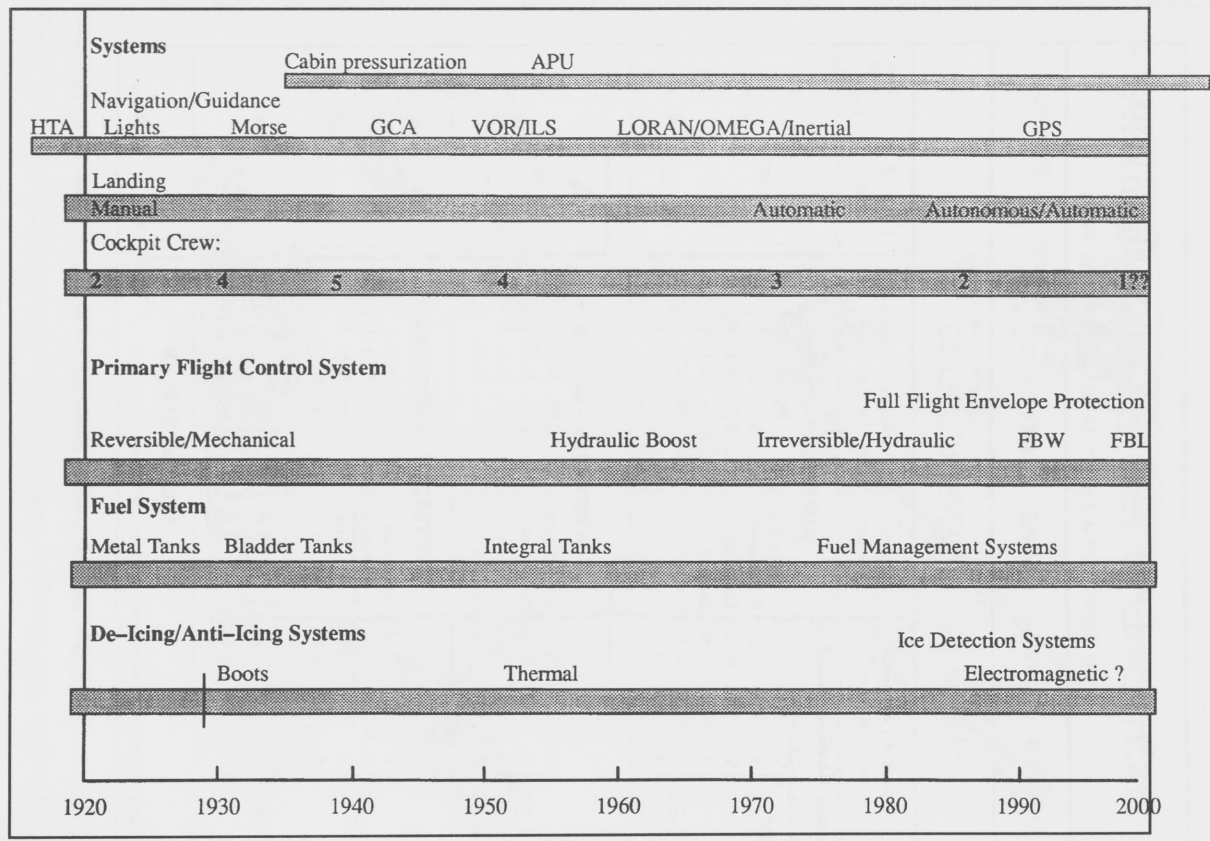 Systems
Cabin pressurization APU
Navigation/Guidance
HTA Lights Morse GCA VOR/ILS LORAN/OMEGA/Inertial GPS
Landing
Manual Automatic Autonomous/Automatic
Cockpit Crew:
2 4 5 4 3 2 1??
Primary Flight Control System
Full Flight Envelope Protection
Reversible/Mechanical Hydraulic Boost Irreversible/Hydraulic FBW FBL
Fuel System
Metal Tanks Bladder Tanks Integral Tanks Fuel Management Systems
De–Icing/Anti–Icing Systems
Ice Detection Systems
Boots Thermal Electromagnetic ?
1920 1930 1940 1950 1960 1970 1980 1990 2000